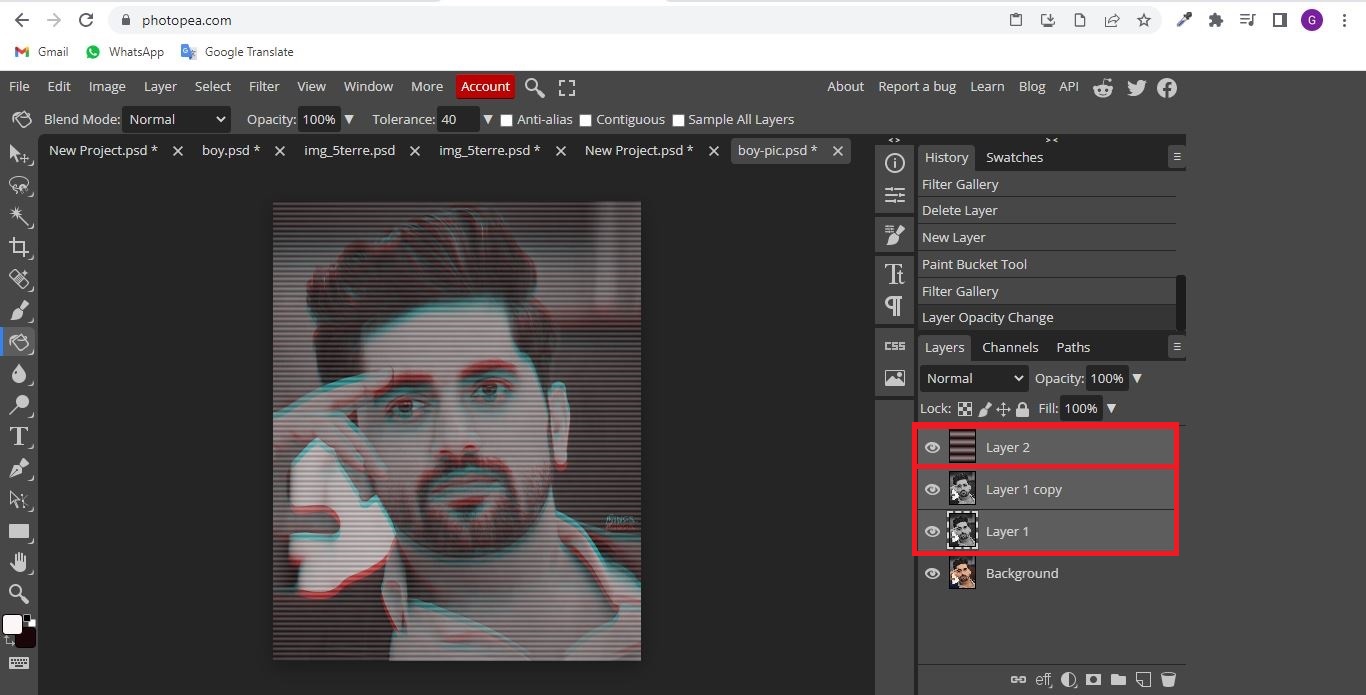 photopea.com
G
Gmail WhatsApp Google Translate
File Edit Image Layer Select Filter View Window More Account About Report a bug Learn Blog API
Blend Mode: Normal Opacity: 100% Tolerance: 40 Anti-alias Contiguous Sample All Layers
New Project.psd * boy.psd * img_5terre.psd img_5terre.psd * New Project.psd * boy-pic.psd *
History Swatches
Filter Gallery
Delete Layer
New Layer
Paint Bucket Tool
Filter Gallery
Layer Opacity Change
CSS
Layers Channels Paths
Normal Opacity: 100%
Lock: Fill: 100%
Layer 2
Layer 1 copy
Layer 1
Background
eff